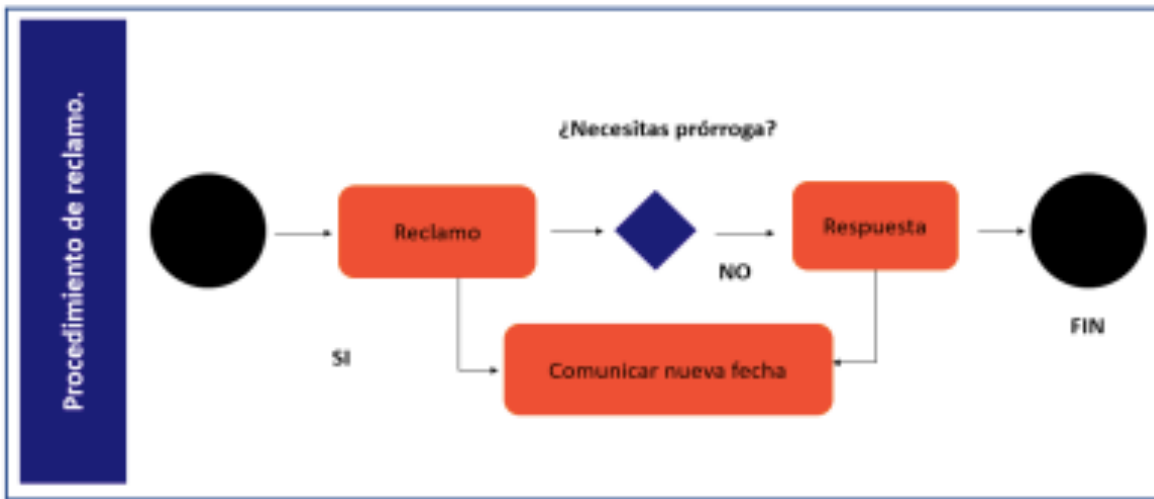 Procedimiento de reclamo.
¿Necesitas prórroga?
Reclamo
Respuesta
NO
SI
FIN
Comunicar nueva fecha